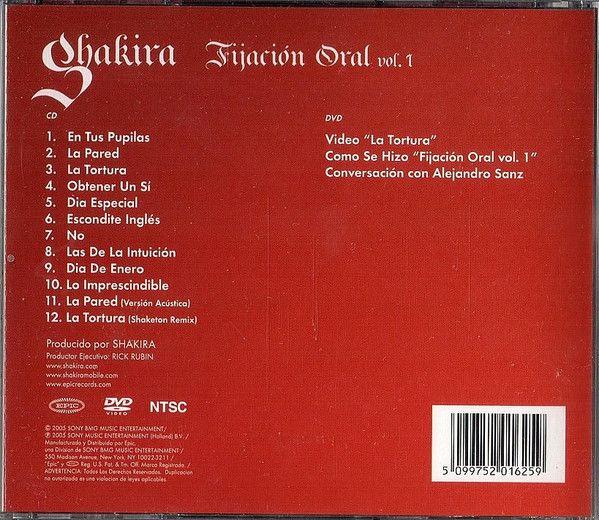 Shakira Fijación Oral vol. 1
CD
1. En Tus Pupilas
2. La Pared
3. La Tortura
4. Obtener Un Sí
5. Dia Especial
6. Escondite Inglés
7. No
8. Las De La Intuición
9. Dia De Enero
10. Lo Imprescindible
11. La Pared (Versión Acústica)
12. La Tortura (Shaketon Remix)
DVD
Video “La Tortura”
Como Se Hizo “Fijación Oral vol. 1”
Conversación con Alejandro Sanz
Producido por SHAKIRA
Productor Ejecutivo: RICK RUBIN
www.shakira.com
www.shakiramobile.com
www.epicrecords.com
EPIC DVD VIDEO NTSC
© 2005 SONY BMG MUSIC ENTERTAINMENT/
℗ 2005 SONY MUSIC ENTERTAINMENT (Holland) B.V. /
Manufacturado y Distribuido por Epic,
una Division de SONY BMG MUSIC ENTERTAINMENT/
550 Madison Avenue, New York, NY 10022-3211 /
"Epic" y EPIC Reg. U.S. Pat. & Tm. Off. Marca Registrada. /
ADVERTENCIA: Todos Los Derechos Reservados. Duplicacion
no autorizada es una violacion de leyes aplicables.
5 099752 016259